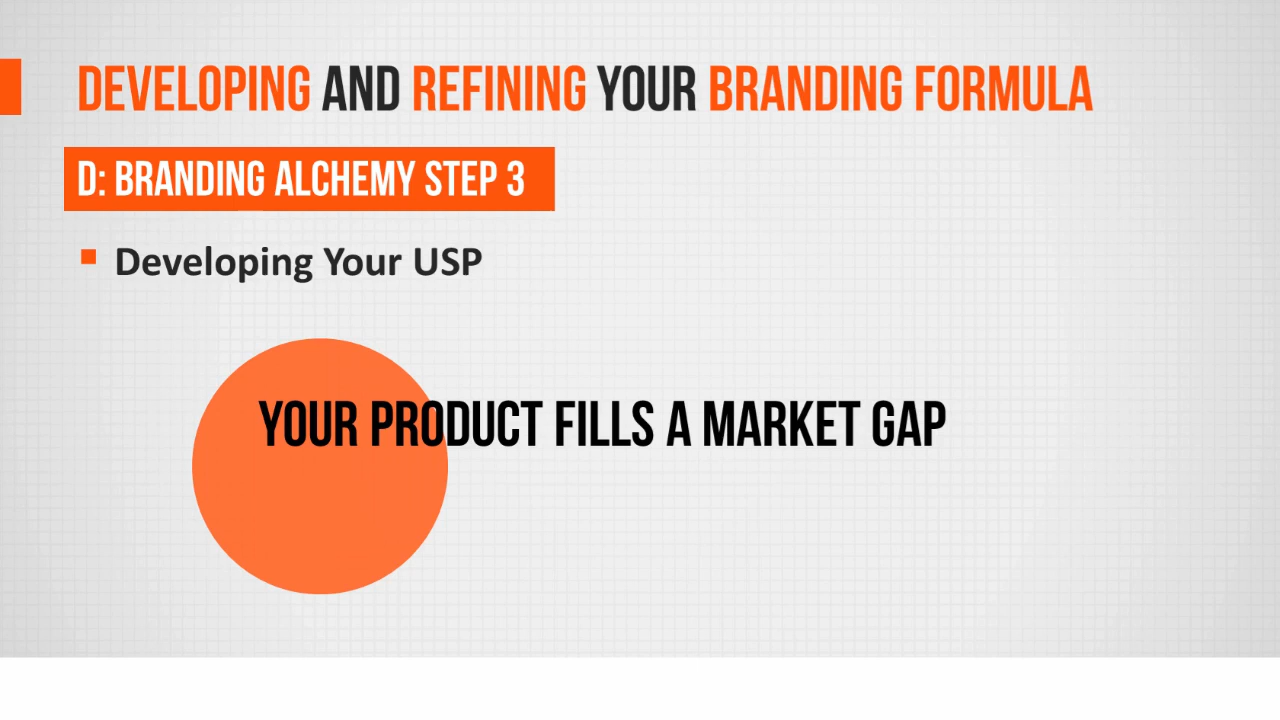 DEVELOPING AND REFINING YOUR BRANDING FORMULA
D: BRANDING ALCHEMY STEP 3
Developing Your USP
YOUR PRODUCT FILLS A MARKET GAP